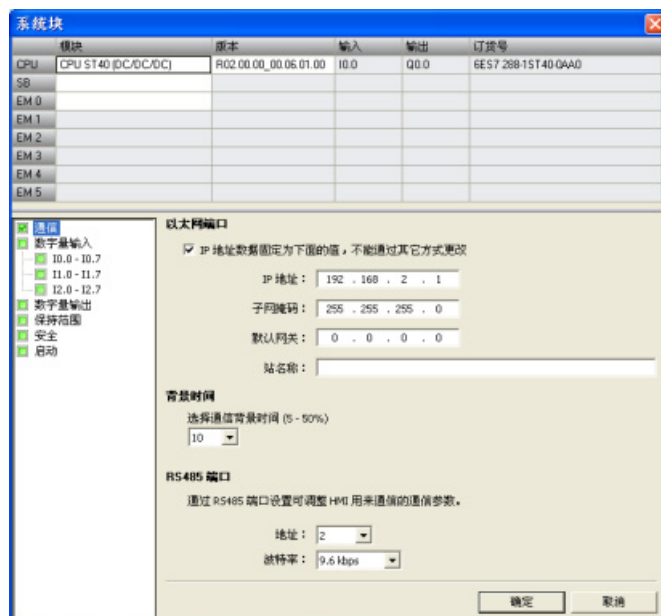 系统块
模块 版本 输入 输出 订货号
CPU CPU ST40 (DC/DC/DC) R02.00.00_00.06.01.00 I0.0 Q0.0 6ES7 288-1ST40-0AA0
SB
EM 0
EM 1
EM 2
EM 3
EM 4
EM 5
通信
数字量输入
I0.0 - I0.7
I1.0 - I1.7
I2.0 - I2.7
数字量输出
保持范围
安全
启动
以太网端口
IP 地址数据固定为下面的值，不能通过其它方式更改
IP 地址： 192 . 168 . 2 . 1
子网掩码： 255 . 255 . 255 . 0
默认网关： 0 . 0 . 0 . 0
站名称：
背景时间
选择通信背景时间 (5 - 50%)
10
RS485 端口
通过 RS485 端口设置可调整 HMI 用来通信的通信参数。
地址： 2
波特率： 9.6 kbps
确定 取消